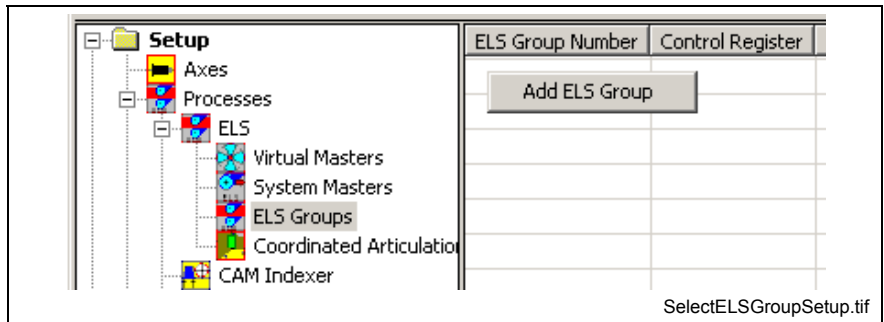 Setup
Axes
Processes
ELS
Virtual Masters
System Masters
ELS Groups
Coordinated Articulation
CAM Indexer
ELS Group Number
Control Register
Add ELS Group
SelectELSGroupSetup.tif